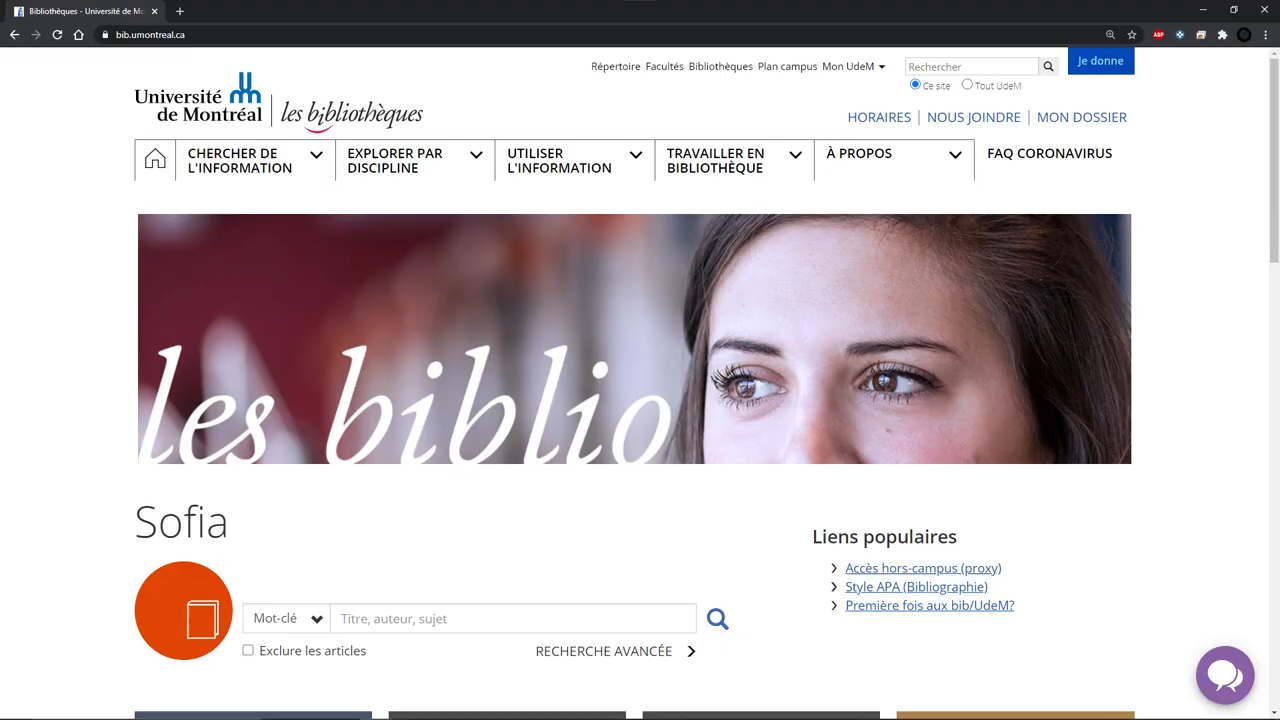 Bibliothèques - Université de Mo
bib.umontreal.ca
ABP
Répertoire Facultés Bibliothèques Plan campus Mon UdeM
Rechercher
Je donne
Ce site Tout UdeM
Université
de Montréal
les bibliothèques
HORAIRES NOUS JOINDRE MON DOSSIER
CHERCHER DE
L'INFORMATION
EXPLORER PAR
DISCIPLINE
UTILISER
L'INFORMATION
TRAVAILLER EN
BIBLIOTHÈQUE
À PROPOS
FAQ CORONAVIRUS
les biblio
Sofia
Mot-clé
Titre, auteur, sujet
Exclure les articles
RECHERCHE AVANCÉE
Liens populaires
Accès hors-campus (proxy)
Style APA (Bibliographie)
Première fois aux bib/UdeM?